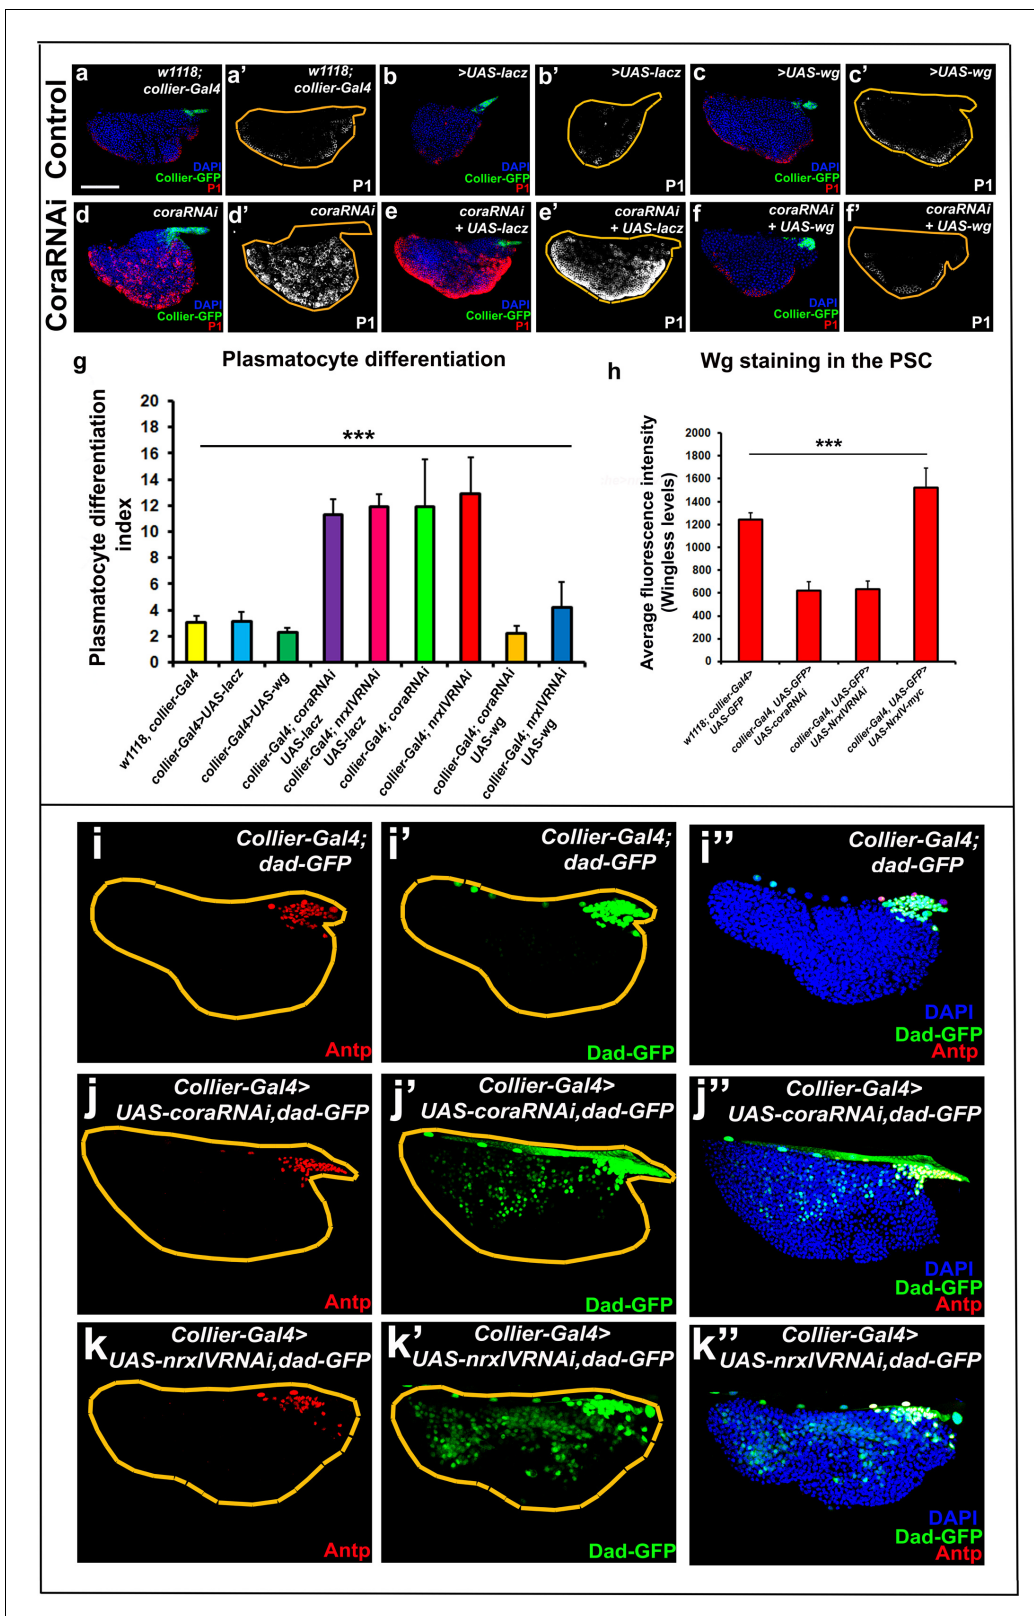 Control
a
w1118;
collier-Gal4
DAPI
Collier-GFP
P1
a’
w1118;
collier-Gal4
P1
b
>UAS-lacz
DAPI
Collier-GFP
P1
b’
>UAS-lacz
P1
c
>UAS-wg
DAPI
Collier-GFP
P1
c’
>UAS-wg
P1
CoraRNAi
d
coraRNAi
DAPI
Collier-GFP
P1
d’
coraRNAi
P1
e
coraRNAi
+ UAS-lacz
DAPI
Collier-GFP
P1
e’
coraRNAi
+ UAS-lacz
P1
f
coraRNAi
+ UAS-wg
DAPI
Collier-GFP
P1
f’
coraRNAi
+ UAS-wg
P1
g
Plasmatocyte differentiation
Plasmatocyte differentiation
index
20
18
16
14
12
10
8
6
4
2
0
***
w1118, collier-Gal4
collier-Gal4>UAS-lacz
collier-Gal4>UAS-wg
collier-Gal4; coraRNAi
UAS-lacz
collier-Gal4; nrxIVRNAi
UAS-lacz
collier-Gal4; coraRNAi
collier-Gal4; nrxIVRNAi
collier-Gal4; coraRNAi
UAS-wg
collier-Gal4; nrxIVRNAi
UAS-wg
h
Wg staining in the PSC
Average fluorescence intensity
(Wingless levels)
2000
1800
1600
1400
1200
1000
800
600
400
200
0
***
w1118; collier-Gal4>
UAS-GFP
collier-Gal4, UAS-GFP>
UAS-coraRNAi
collier-Gal4, UAS-GFP>
UAS-NrxIVRNAi
collier-Gal4, UAS-GFP>
UAS-NrxIV-myc
i
Collier-Gal4;
dad-GFP
Antp
i’
Collier-Gal4;
dad-GFP
Dad-GFP
i’’
Collier-Gal4;
dad-GFP
DAPI
Dad-GFP
Antp
j
Collier-Gal4>
UAS-coraRNAi,dad-GFP
Antp
j’
Collier-Gal4>
UAS-coraRNAi,dad-GFP
Dad-GFP
j’’
Collier-Gal4>
UAS-coraRNAi,dad-GFP
DAPI
Dad-GFP
Antp
k
Collier-Gal4>
UAS-nrxIVRNAi,dad-GFP
Antp
k’
Collier-Gal4>
UAS-nrxIVRNAi,dad-GFP
Dad-GFP
k’’
Collier-Gal4>
UAS-nrxIVRNAi,dad-GFP
DAPI
Dad-GFP
Antp